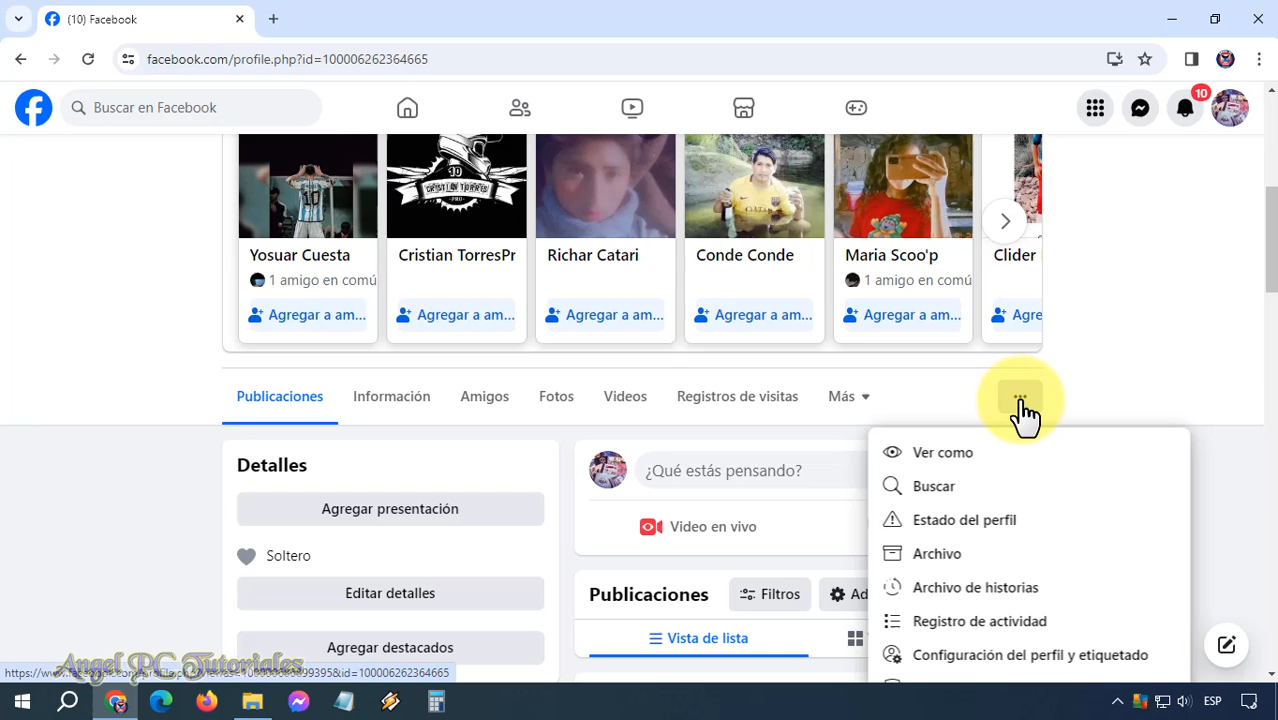 (10) Facebook
facebook.com/profile.php?id=100006262364665
Buscar en Facebook
10
10
CRISTIAN TORRES
PRO
Yosuar Cuesta
Cristian TorresPr
Richar Catari
Conde Conde
Maria Scoo'p
Clider
1 amigo en comú
1 amigo en comú
Agregar a am...
Agregar a am...
Agregar a am...
Agregar a am...
Agregar a am...
Agre
Publicaciones
Información
Amigos
Fotos
Videos
Registros de visitas
Más
Detalles
Agregar presentación
Soltero
Editar detalles
Agregar destacados
¿Qué estás pensando?
Video en vivo
Publicaciones
Filtros
Ad
Vista de lista
Ver como
Buscar
Estado del perfil
Archivo
Archivo de historias
Registro de actividad
Configuración del perfil y etiquetado
Angel PC Tutoriales
ESP